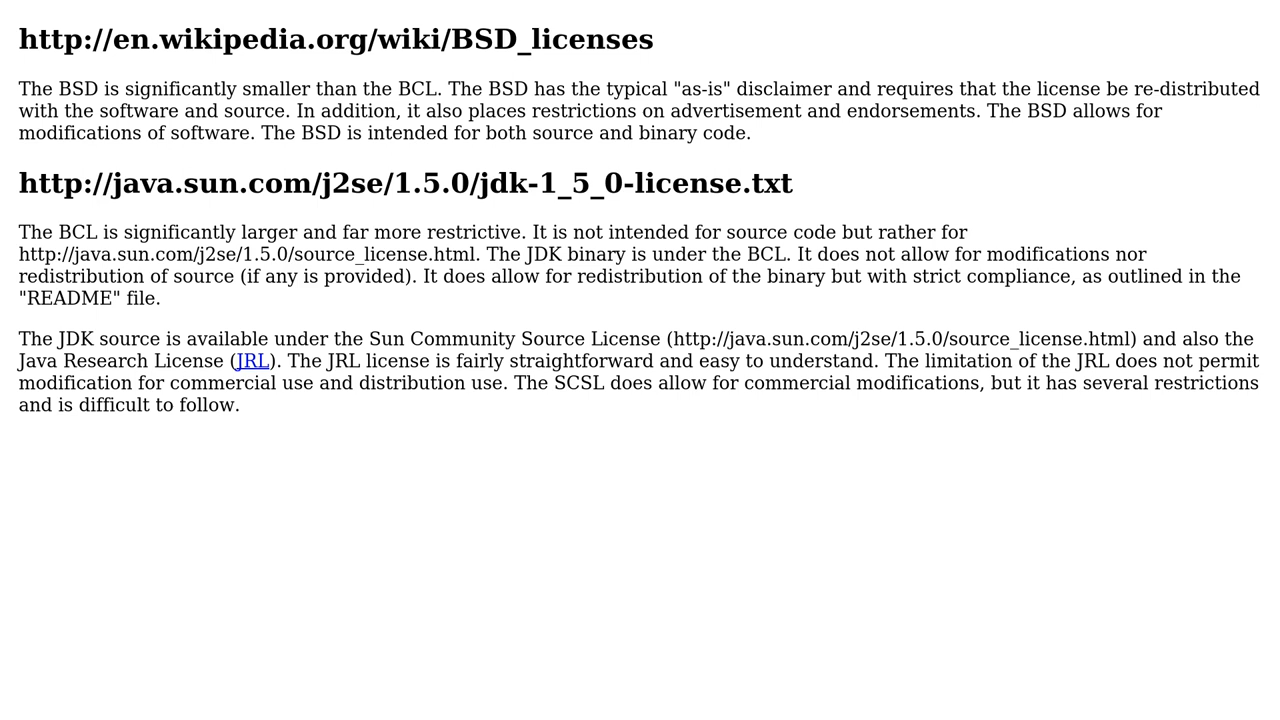 http://en.wikipedia.org/wiki/BSD_licenses
The BSD is significantly smaller than the BCL. The BSD has the typical "as-is" disclaimer and requires that the license be re-distributed
with the software and source. In addition, it also places restrictions on advertisement and endorsements. The BSD allows for
modifications of software. The BSD is intended for both source and binary code.
http://java.sun.com/j2se/1.5.0/jdk-1_5_0-license.txt
The BCL is significantly larger and far more restrictive. It is not intended for source code but rather for
http://java.sun.com/j2se/1.5.0/source_license.html. The JDK binary is under the BCL. It does not allow for modifications nor
redistribution of source (if any is provided). It does allow for redistribution of the binary but with strict compliance, as outlined in the
"README" file.
The JDK source is available under the Sun Community Source License (http://java.sun.com/j2se/1.5.0/source_license.html) and also the
Java Research License (JRL). The JRL license is fairly straightforward and easy to understand. The limitation of the JRL does not permit
modification for commercial use and distribution use. The SCSL does allow for commercial modifications, but it has several restrictions
and is difficult to follow.